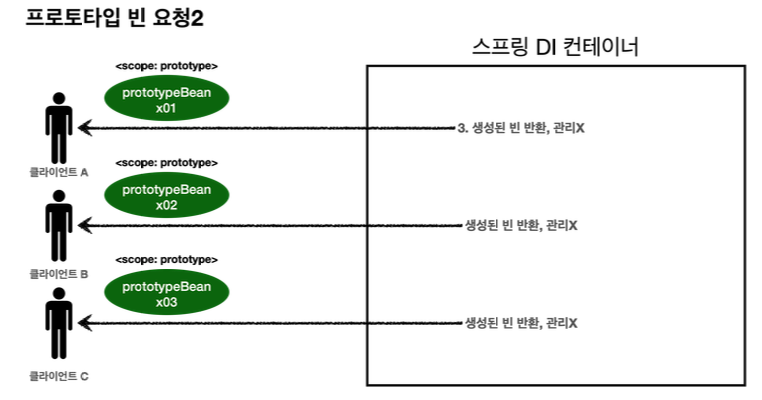 프로토타입 빈 요청2
스프링 DI 컨테이너
<scope: prototype>
prototypeBean
x01
3. 생성된 빈 반환, 관리X
클라이언트 A
<scope: prototype>
prototypeBean
x02
생성된 빈 반환, 관리X
클라이언트 B
<scope: prototype>
prototypeBean
x03
생성된 빈 반환, 관리X
클라이언트 C